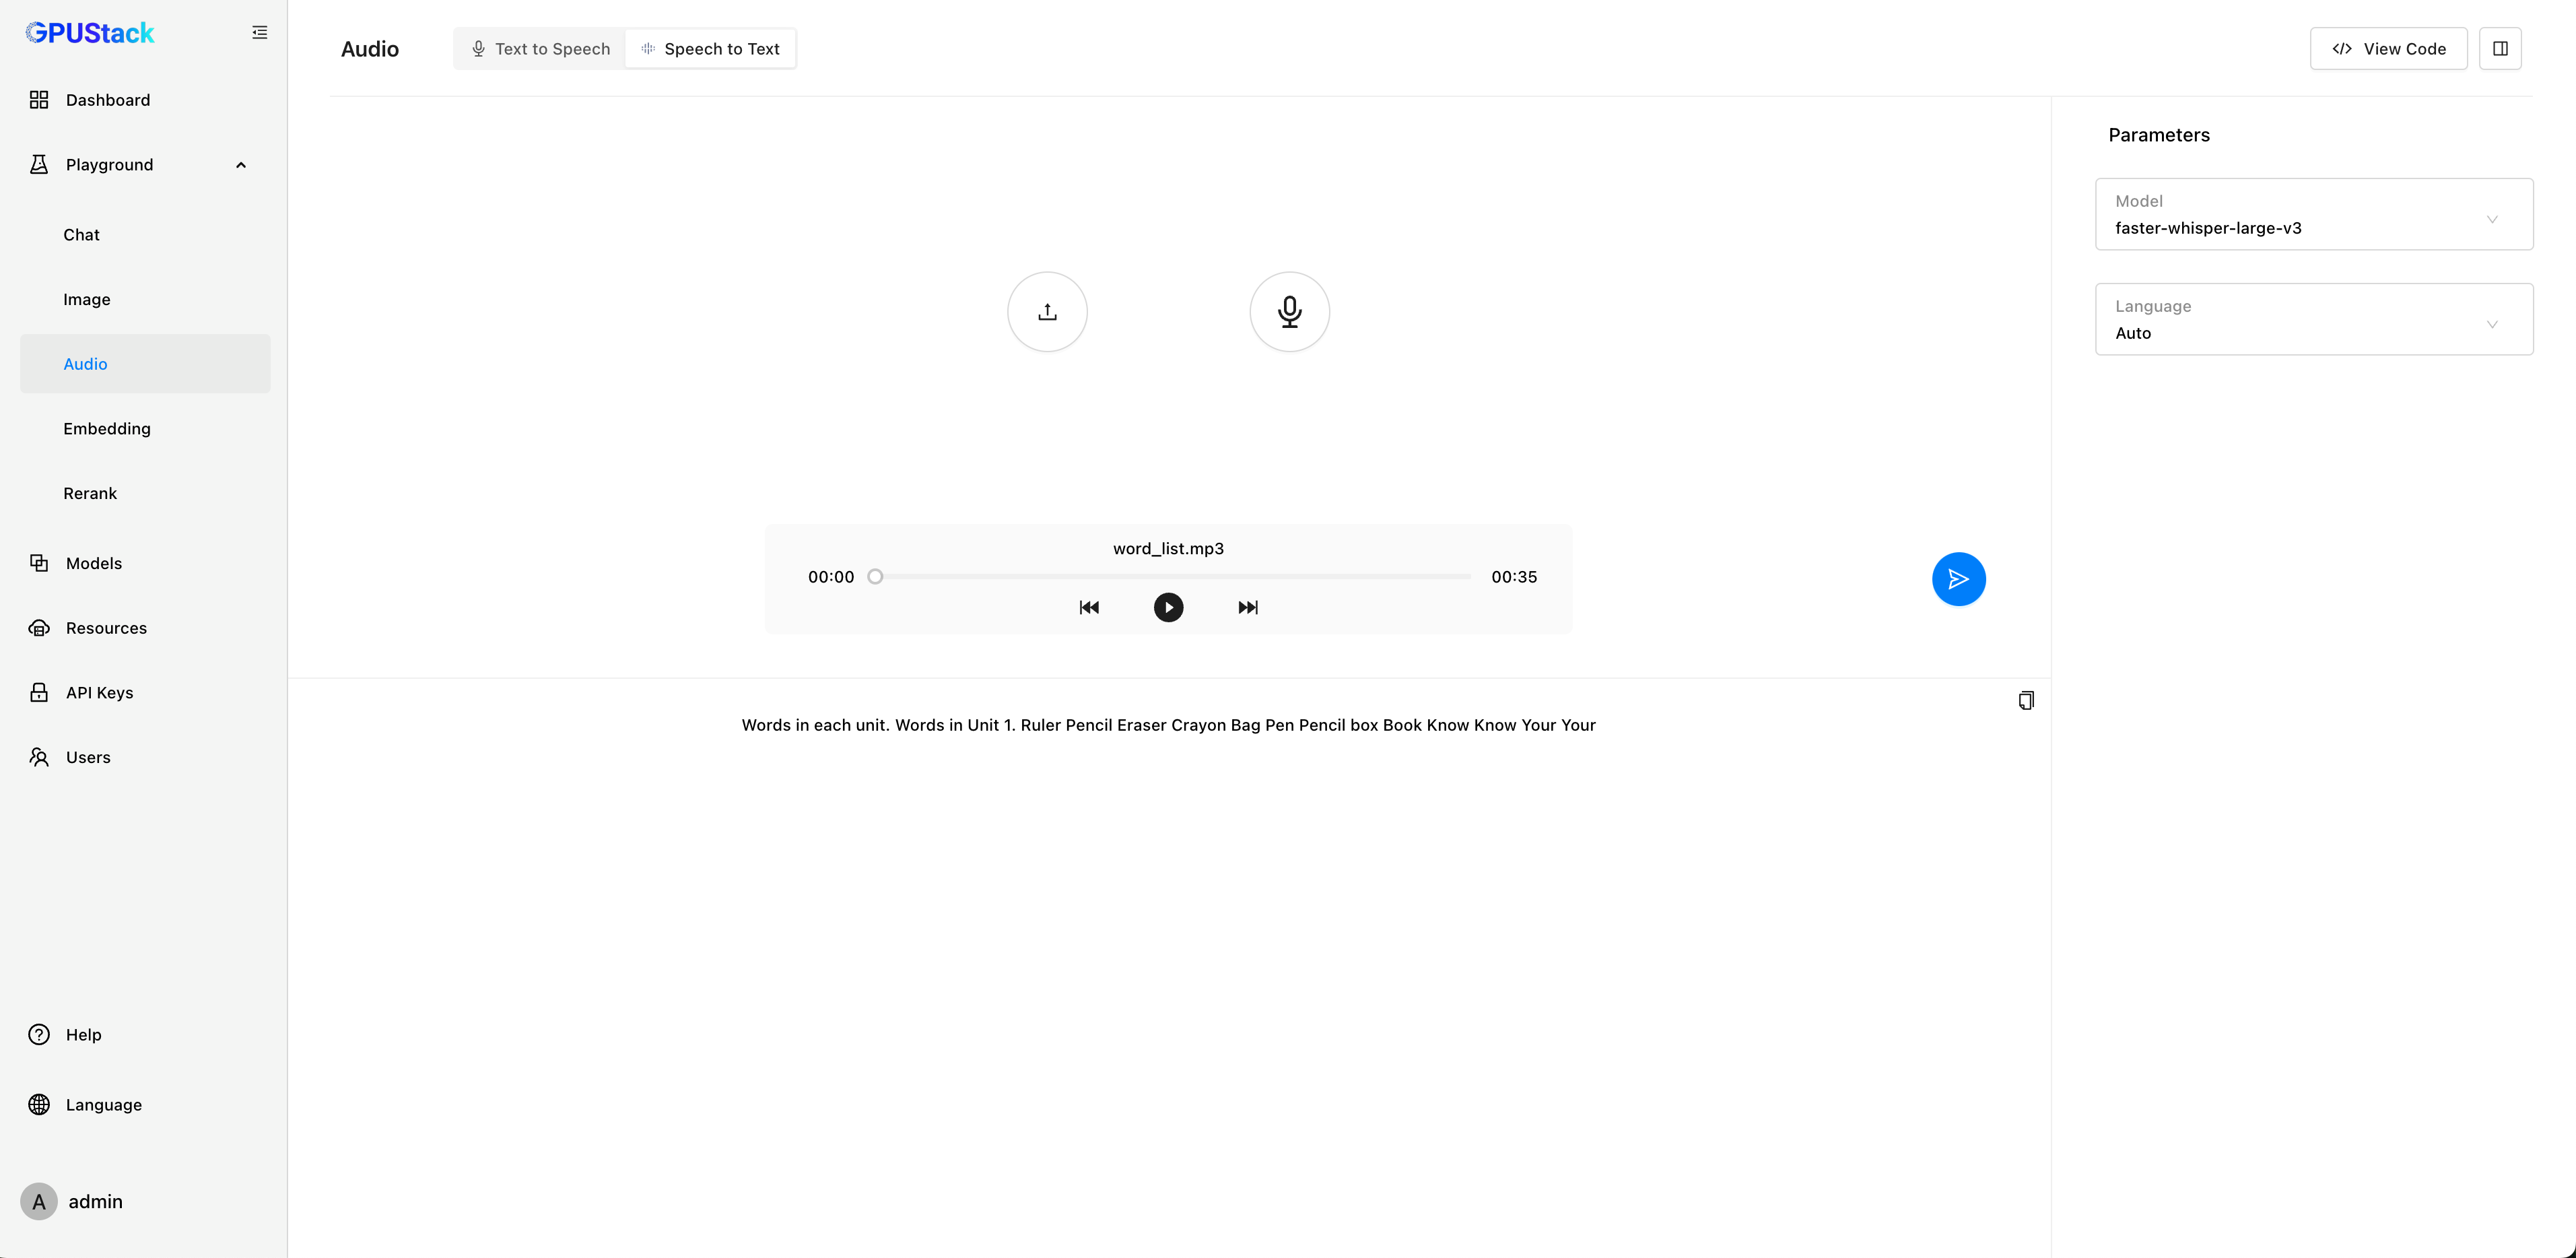 GPUStack
Dashboard
Playground
Chat
Image
Audio
Embedding
Rerank
Models
Resources
API Keys
Users
Help
Language
A admin
Audio
Text to Speech
Speech to Text
View Code
word_list.mp3
00:00 00:35
Words in each unit. Words in Unit 1. Ruler Pencil Eraser Crayon Bag Pen Pencil box Book Know Know Your Your
Parameters
Model
faster-whisper-large-v3
Language
Auto